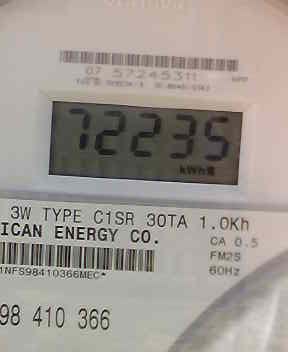 07 57245311
72235
kWh
3W TYPE C1SR 30TA 1.0Kh
ICAN ENERGY CO.
CA 0.5
FM2S
60Hz
1NFS98410366MEC*
98 410 366